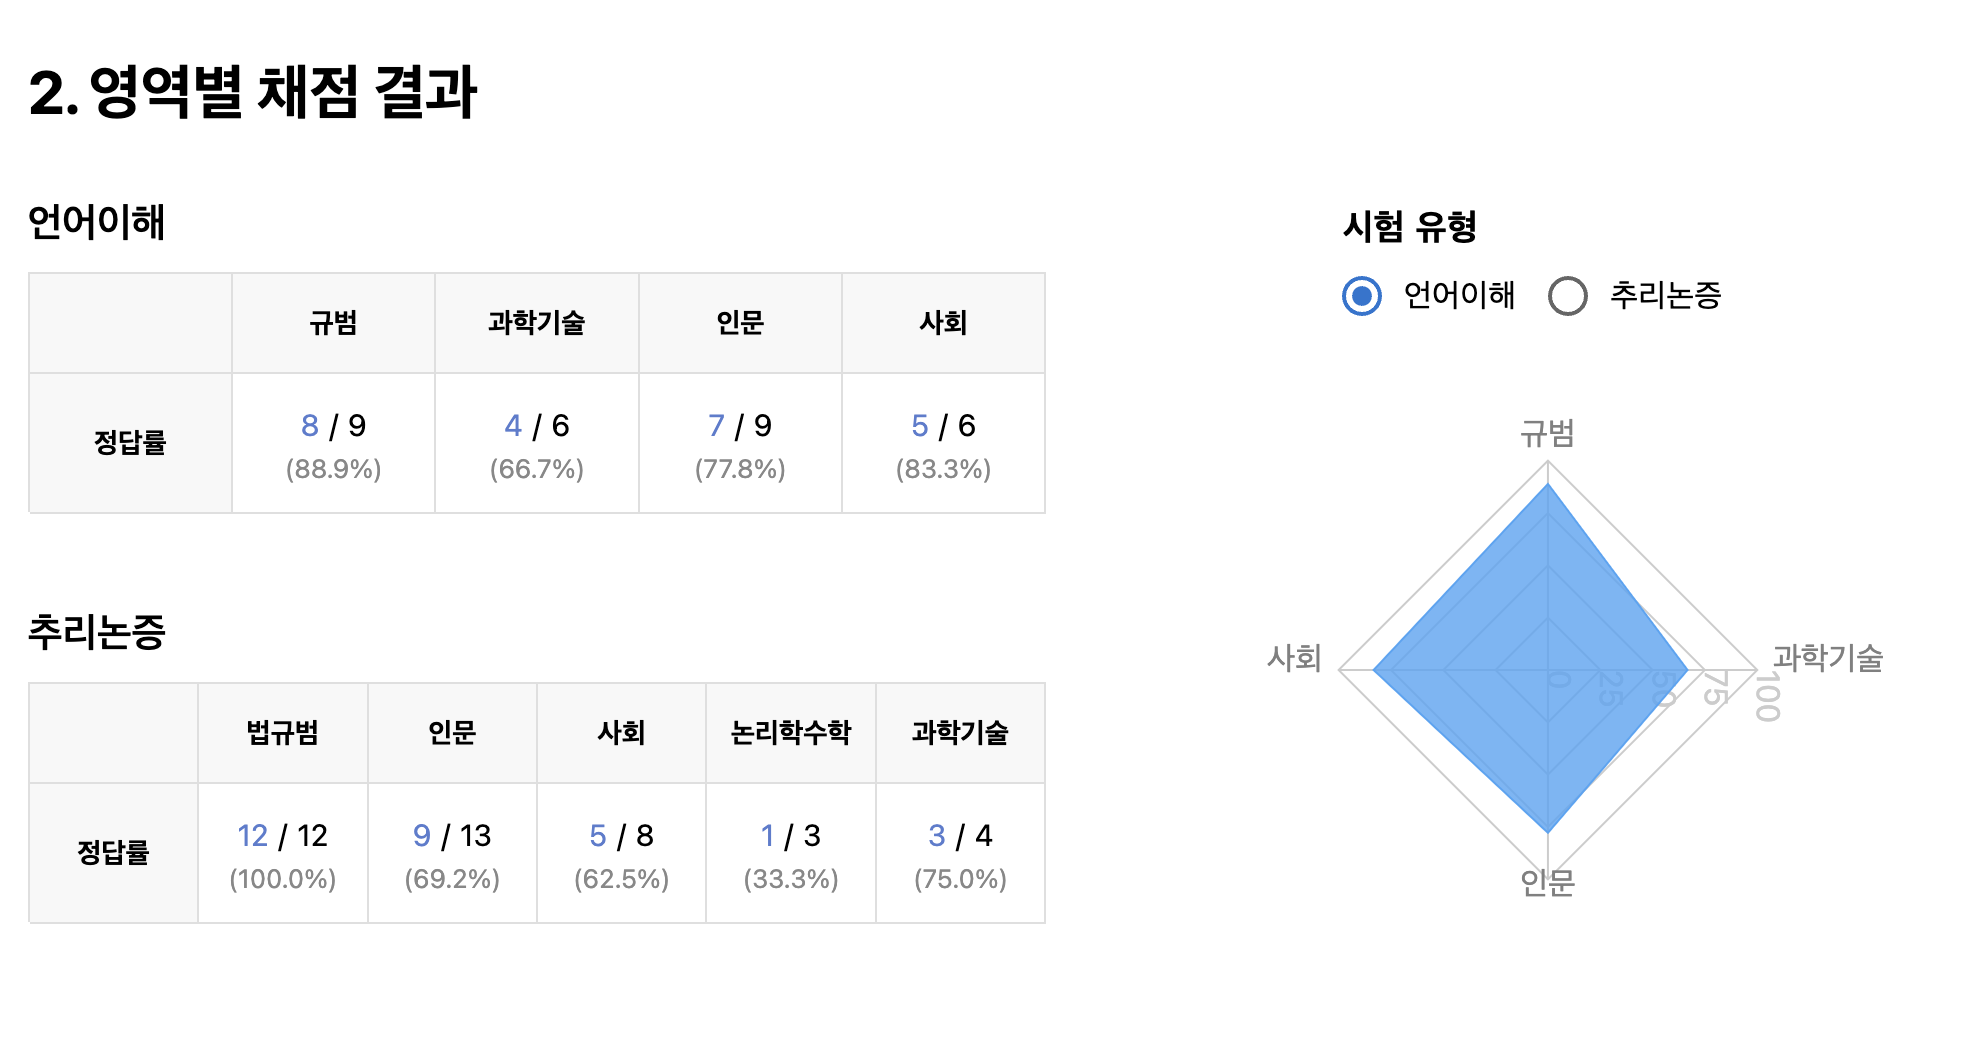 2. 영역별 채점 결과
언어이해
규범 과학기술 인문 사회
정답률 8 / 9 4 / 6 7 / 9 5 / 6
(88.9%) (66.7%) (77.8%) (83.3%)
추리논증
법규범 인문 사회 논리학수학 과학기술
정답률 12 / 12 9 / 13 5 / 8 1 / 3 3 / 4
(100.0%) (69.2%) (62.5%) (33.3%) (75.0%)
시험 유형
언어이해 추리논증
규범
사회 과학기술
0 25 50 75 100
인문